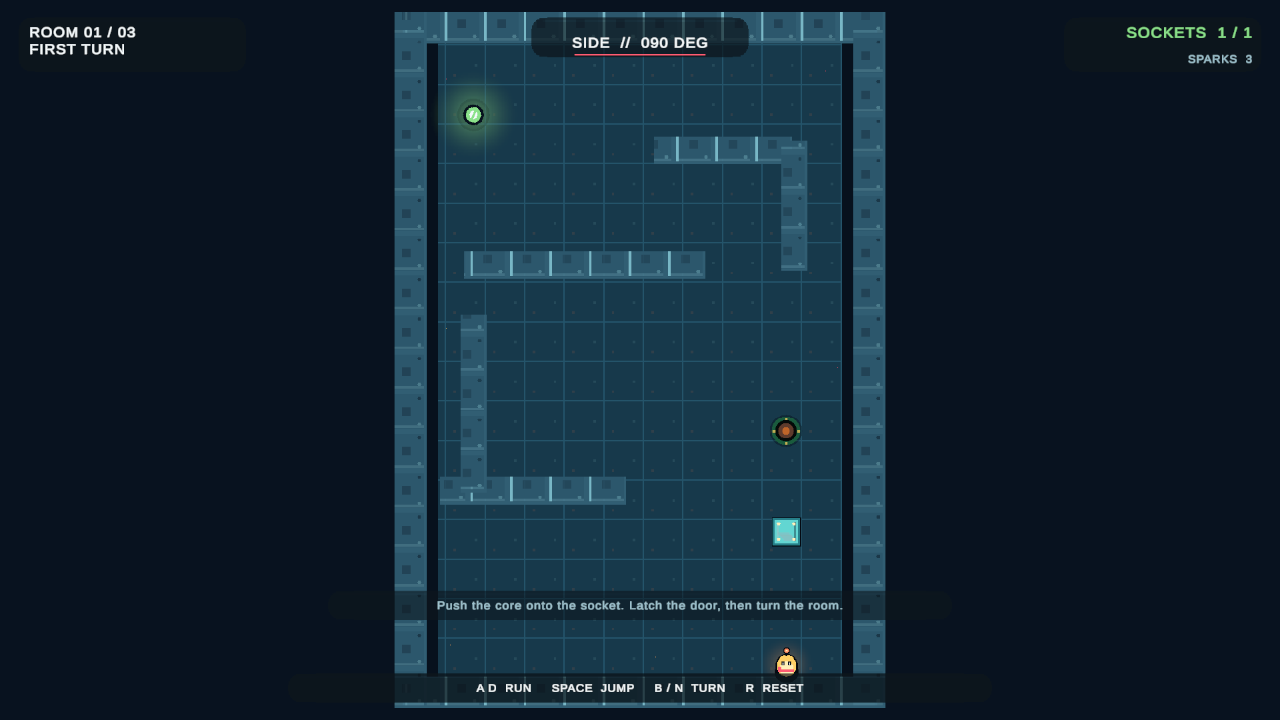 ROOM 01 / 03
FIRST TURN
SIDE // 090 DEG
SOCKETS 1 / 1
SPARKS 3
Push the core onto the socket. Latch the door, then turn the room.
A D RUN SPACE JUMP B / N TURN R RESET